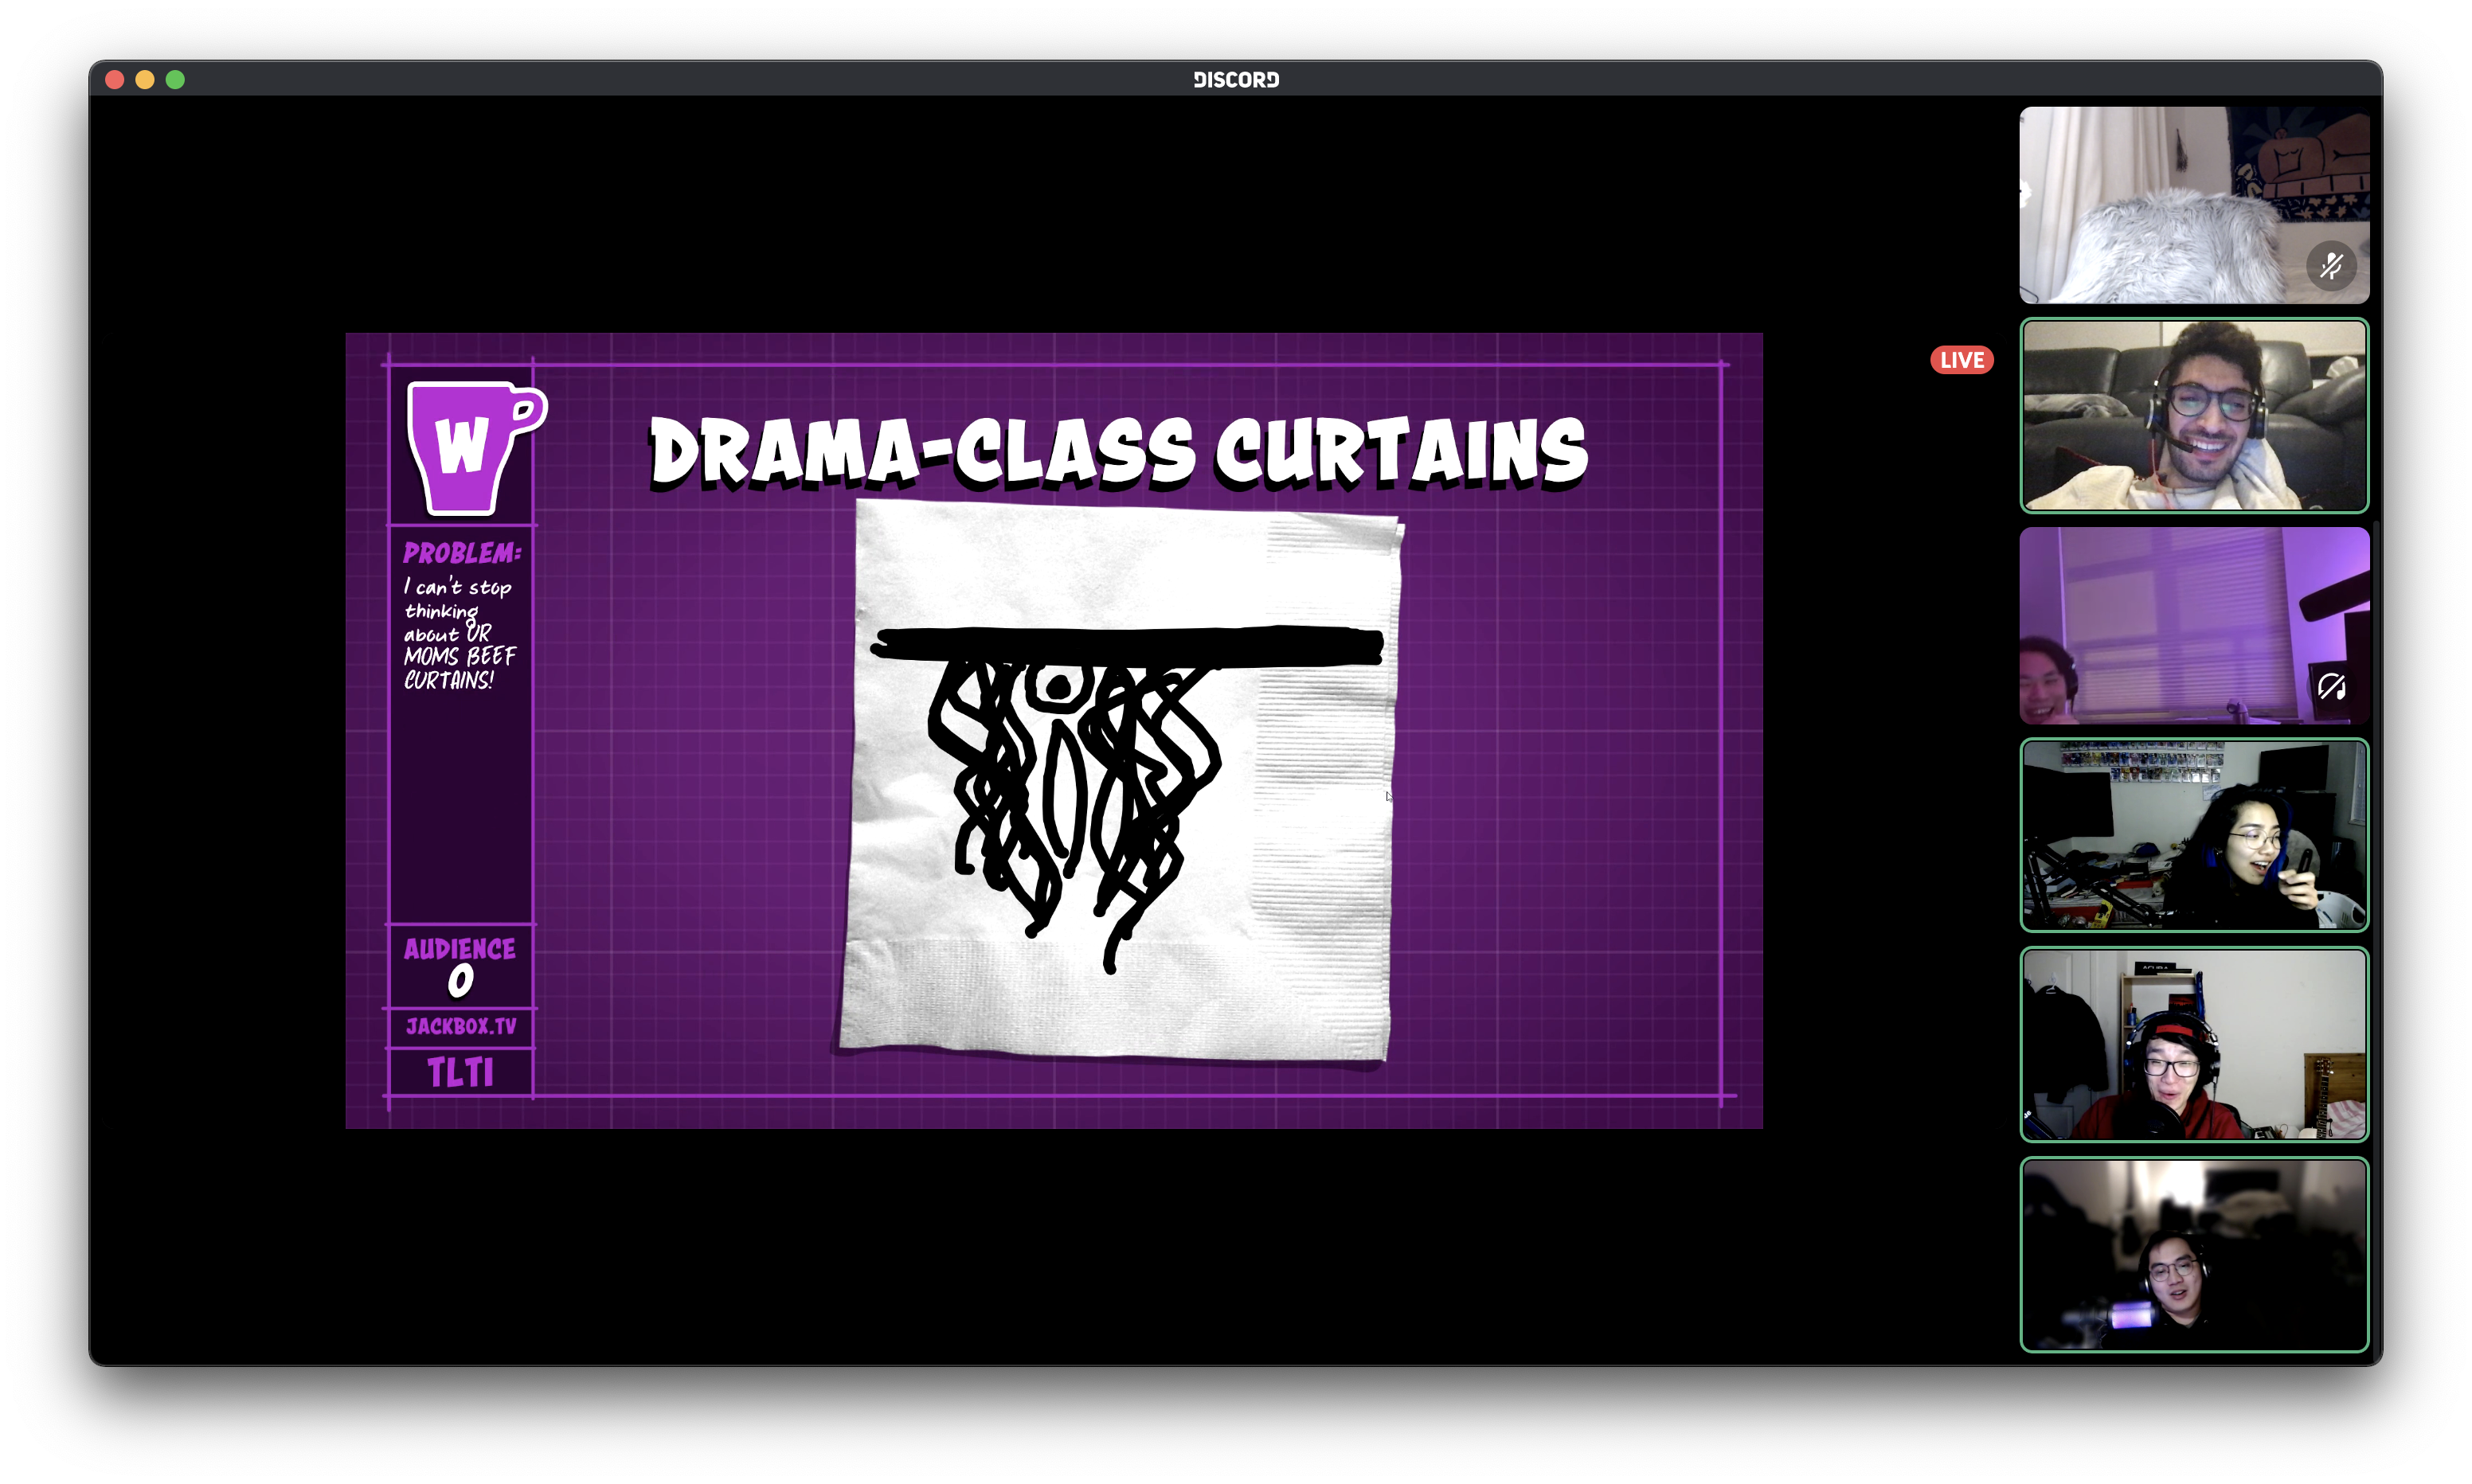 DISCORD
LIVE
W
DRAMA-CLASS CURTAINS
PROBLEM:
I can't stop
thinking
about UR
MOMS BEEF
CURTAINS!
AUDIENCE
0
JACKBOX.TV
TLTI
ACURA